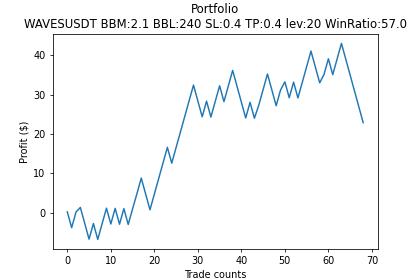 Portfolio
WAVESUSDT BBM:2.1 BBL:240 SL:0.4 TP:0.4 lev:20 WinRatio:57.0
40
30
20
10
0
Profit ($)
0 10 20 30 40 50 60 70
Trade counts